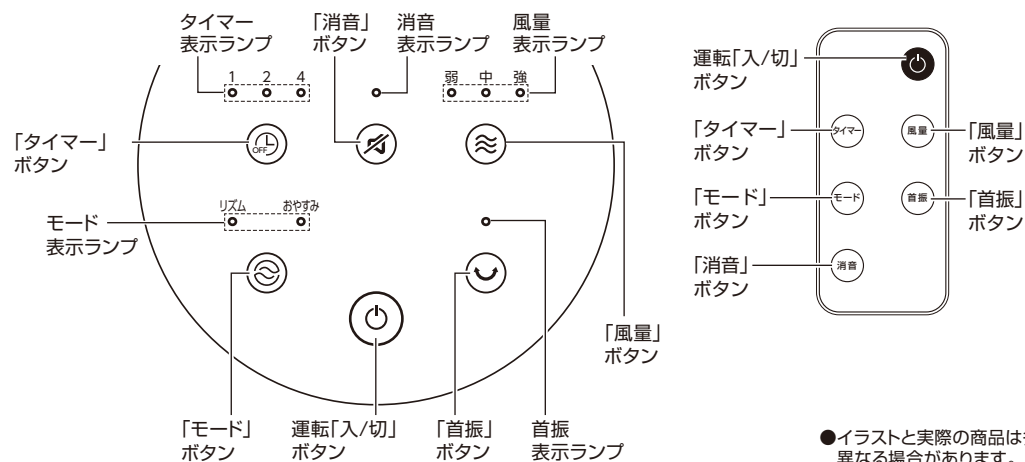 タイマー
表示ランプ
「消音」
ボタン
消音
表示ランプ
風量
表示ランプ
1 2 4
弱 中 強
「タイマー」
ボタン
OFF
モード
表示ランプ
リズム おやすみ
「風量」
ボタン
「モード」
ボタン
運転「入/切」
ボタン
「首振」
ボタン
首振
表示ランプ
運転「入/切」
ボタン
「タイマー」
ボタン
タイマー
風量
「風量」
ボタン
「モード」
ボタン
モード
首振
「首振」
ボタン
「消音」
ボタン
消音
●イラストと実際の商品は
異なる場合があります。